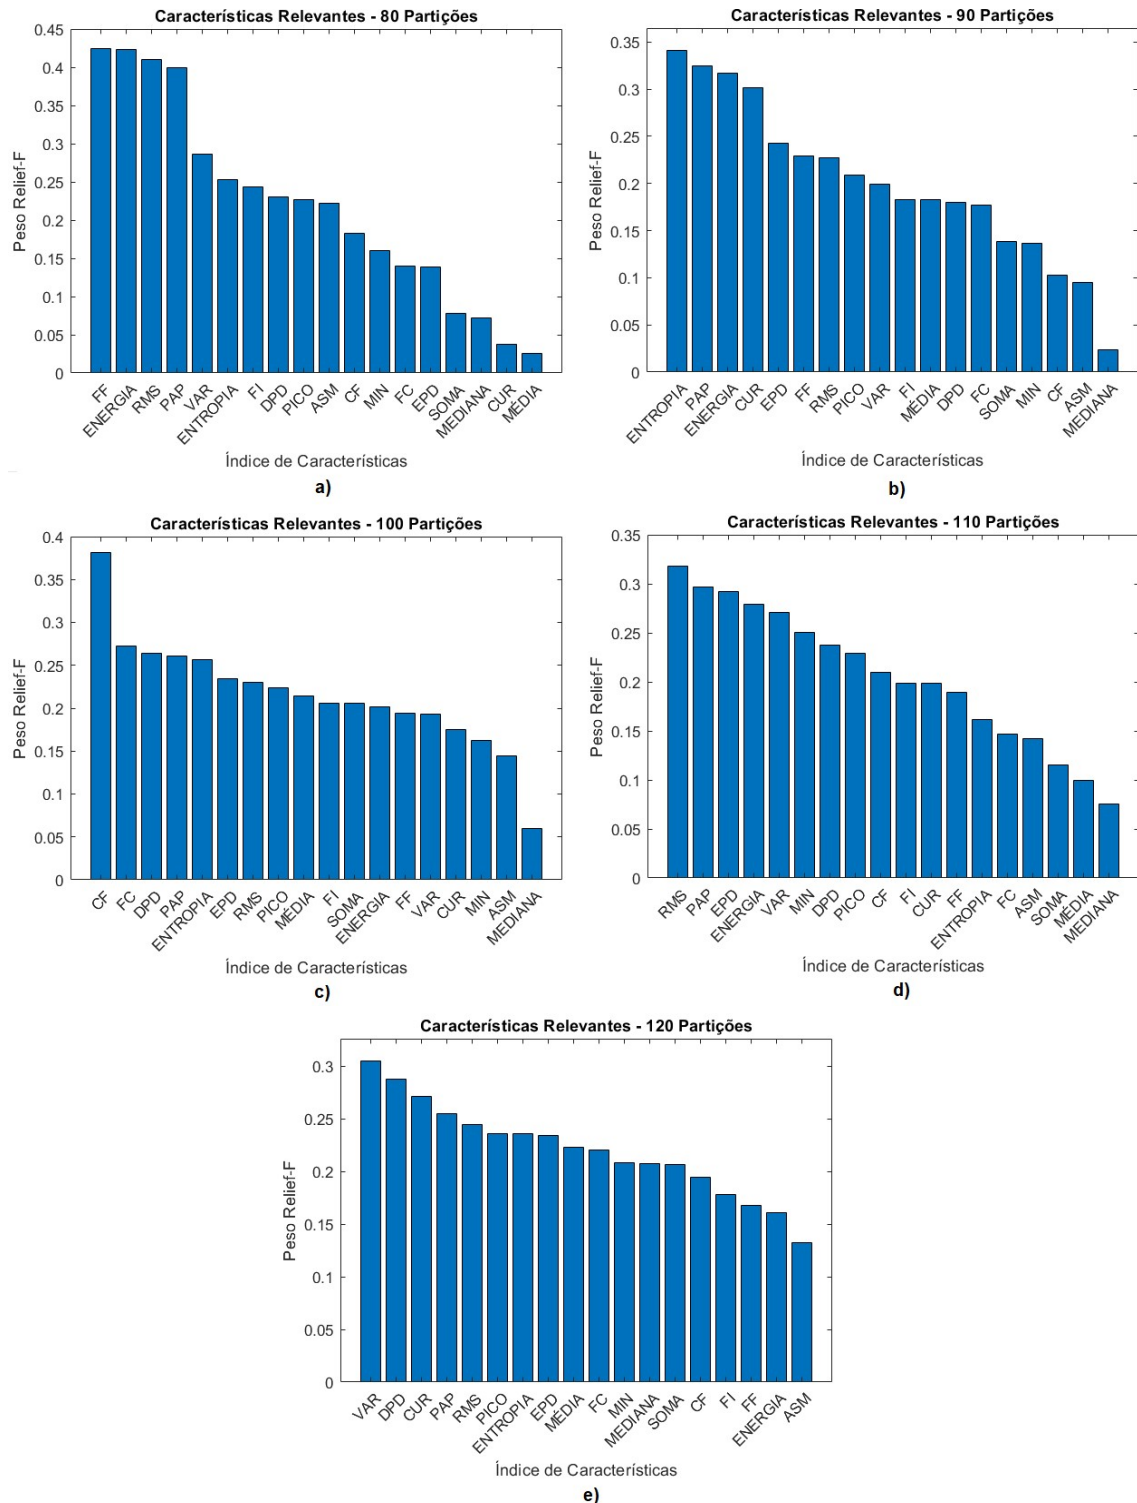 Características Relevantes - 80 Partições
0.45
0.4
0.35
0.3
0.25
0.2
0.15
0.1
0.05
0
Peso Relief-F
FF ENERGIA RMS PAP VAR ENTROPIA FI DPD PICO ASM CF MIN FC EPD SOMA MEDIANA CUR MÉDIA
Índice de Características
a)
Características Relevantes - 90 Partições
0.35
0.3
0.25
0.2
0.15
0.1
0.05
0
Peso Relief-F
ENTROPIA PAP ENERGIA CUR EPD FF RMS PICO VAR FI MÉDIA DPD FC SOMA MIN CF ASM MEDIANA
Índice de Características
b)
Características Relevantes - 100 Partições
0.4
0.35
0.3
0.25
0.2
0.15
0.1
0.05
0
Peso Relief-F
CF FC DPD PAP ENTROPIA EPD RMS PICO MÉDIA FI SOMA ENERGIA FF VAR CUR MIN ASM MEDIANA
Índice de Características
c)
Características Relevantes - 110 Partições
0.35
0.3
0.25
0.2
0.15
0.1
0.05
0
Peso Relief-F
RMS PAP EPD ENERGIA VAR MIN DPD PICO CF FI CUR FF ENTROPIA FC ASM SOMA MÉDIA MEDIANA
Índice de Características
d)
Características Relevantes - 120 Partições
0.3
0.25
0.2
0.15
0.1
0.05
0
Peso Relief-F
VAR DPD CUR PAP RMS PICO ENTROPIA EPD MÉDIA FC MIN MEDIANA SOMA CF FI FF ENERGIA ASM
Índice de Características
e)